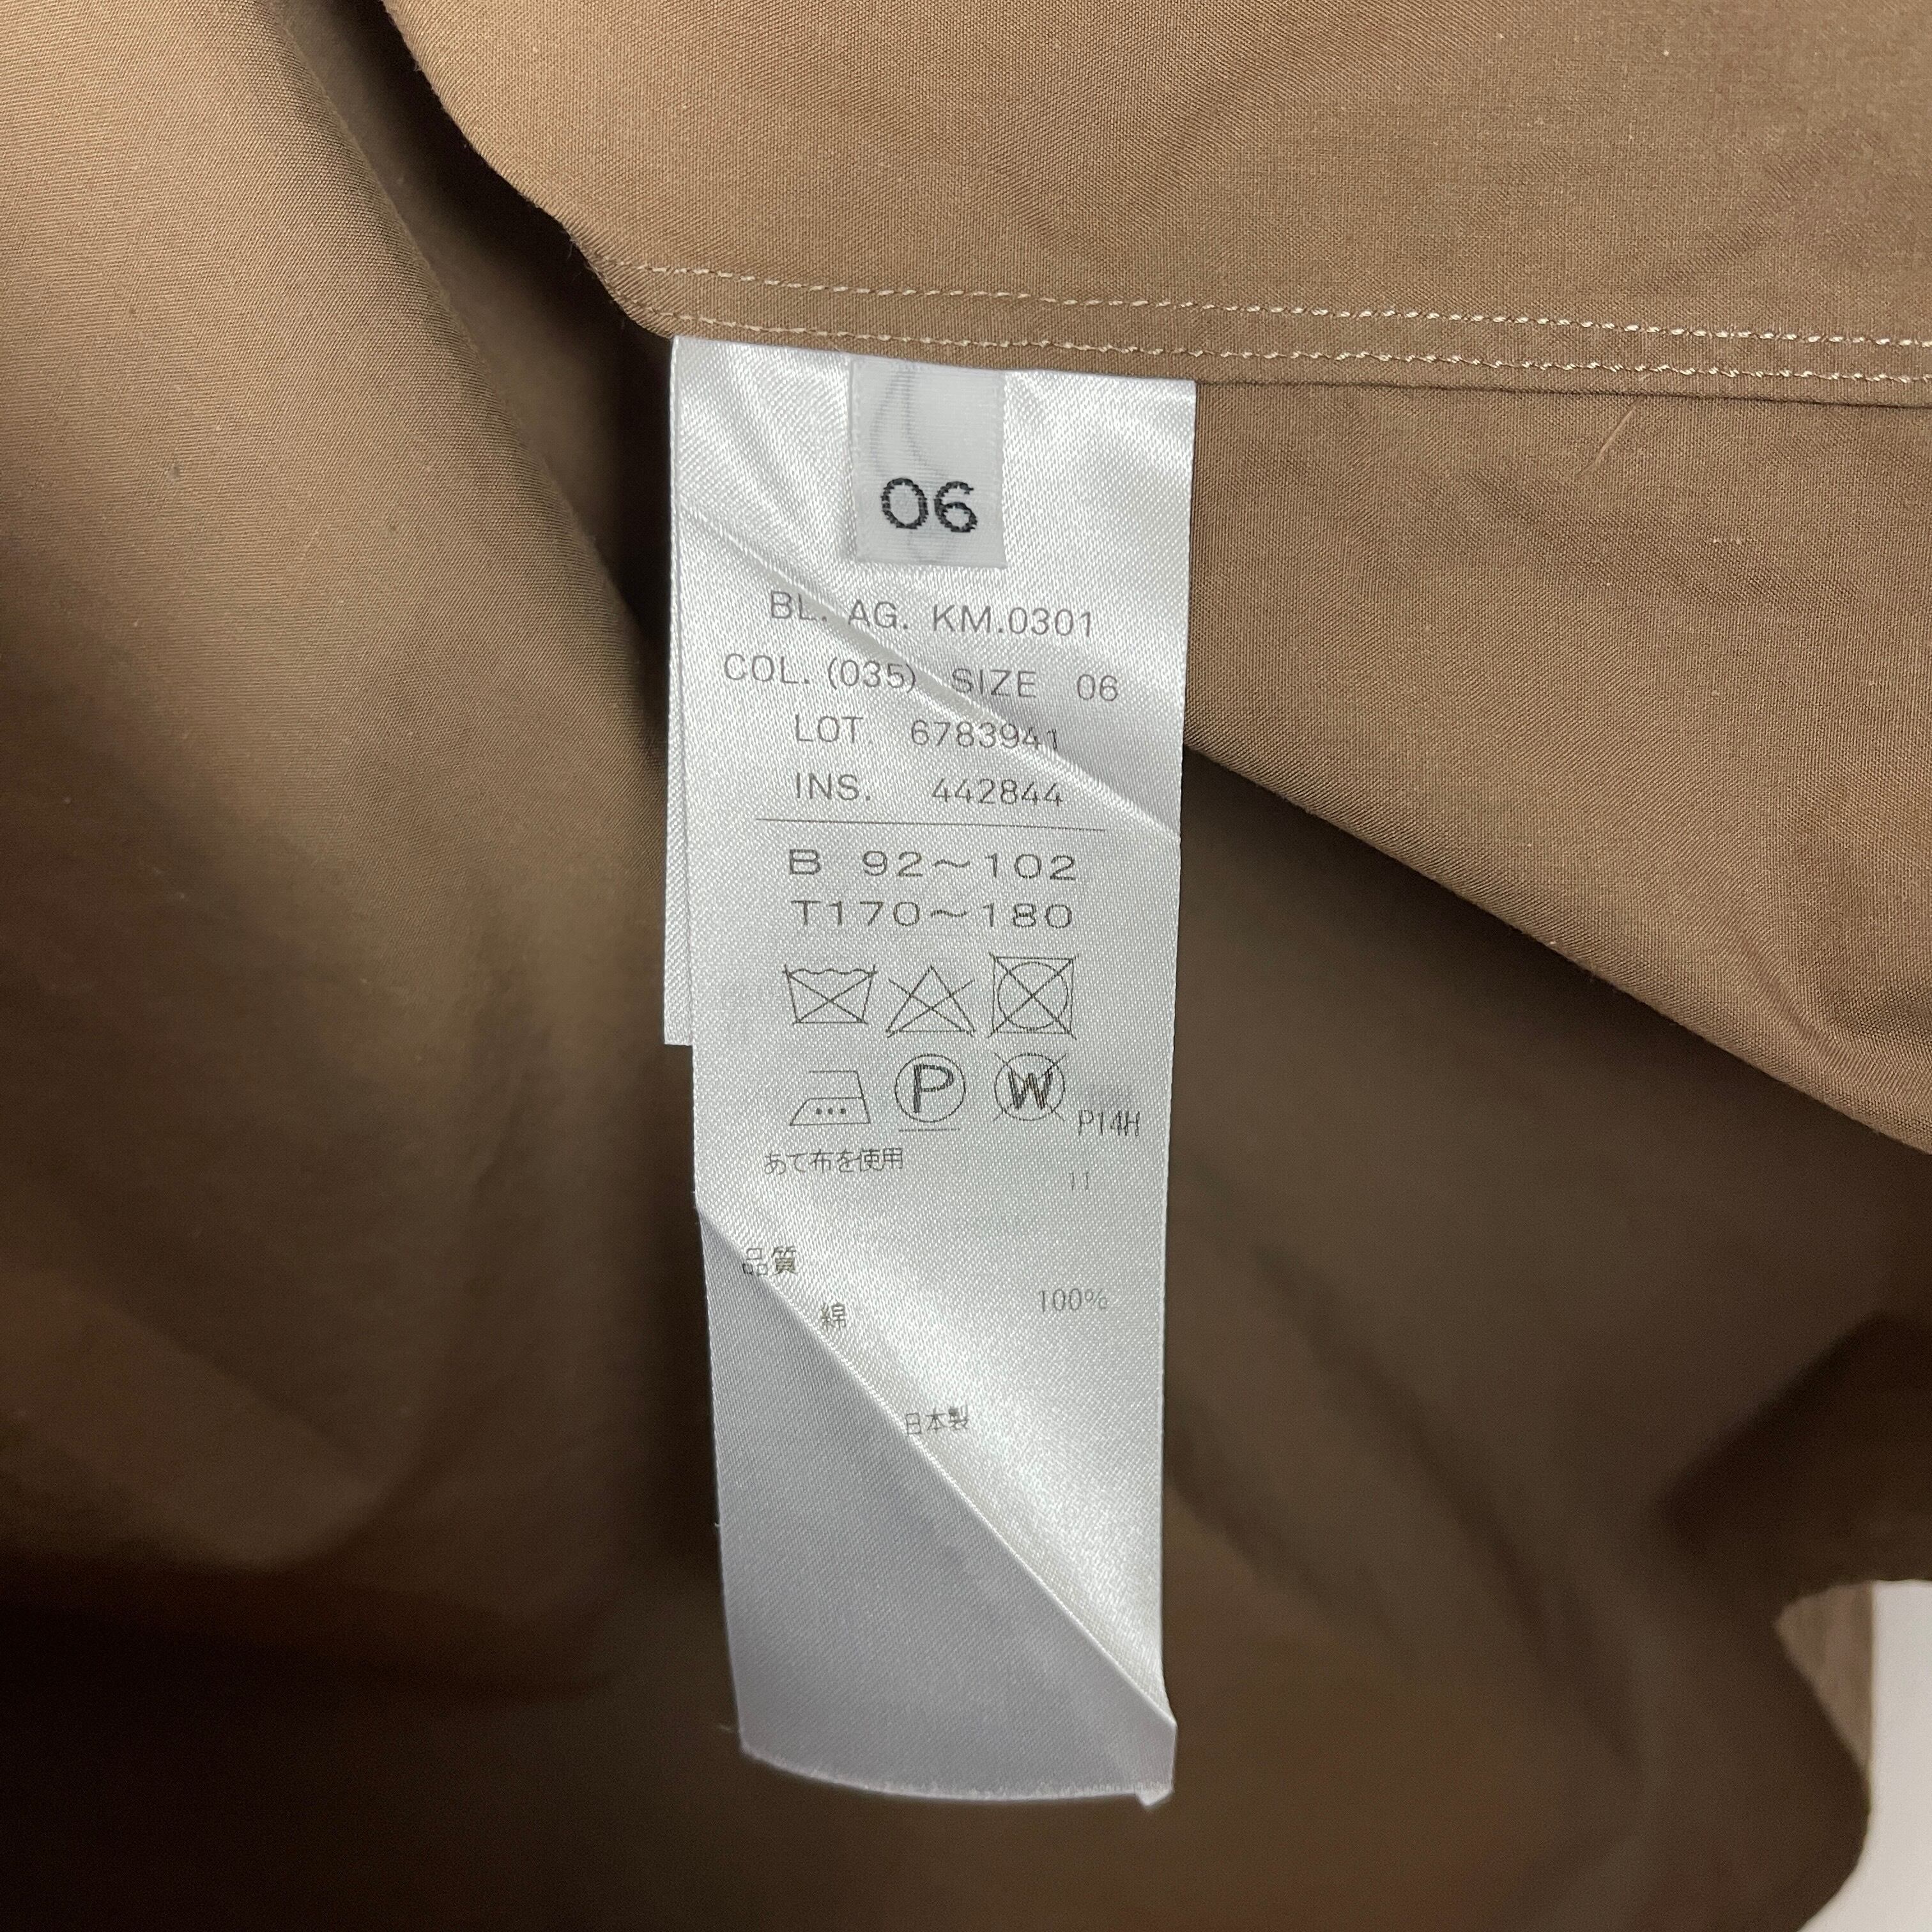 06
BL. AG. KM.0301
COL. (035) SIZE 06
LOT. 6783941
INS. 442844
B 92～102
T170～180
P W P14H
あて布を使用
11
品質
綿 100%
日本製